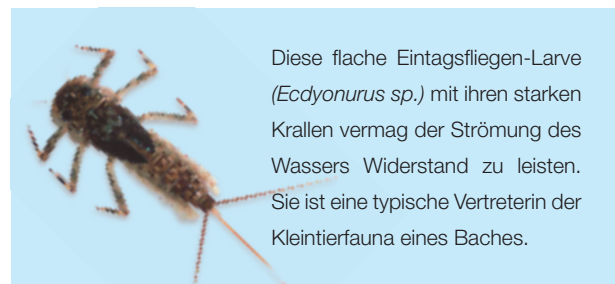 Diese flache Eintagsfliegen-Larve
(Ecdyonurus sp.) mit ihren starken
Krallen vermag der Strömung des
Wassers Widerstand zu leisten.
Sie ist eine typische Vertreterin der
Kleintierfauna eines Baches.